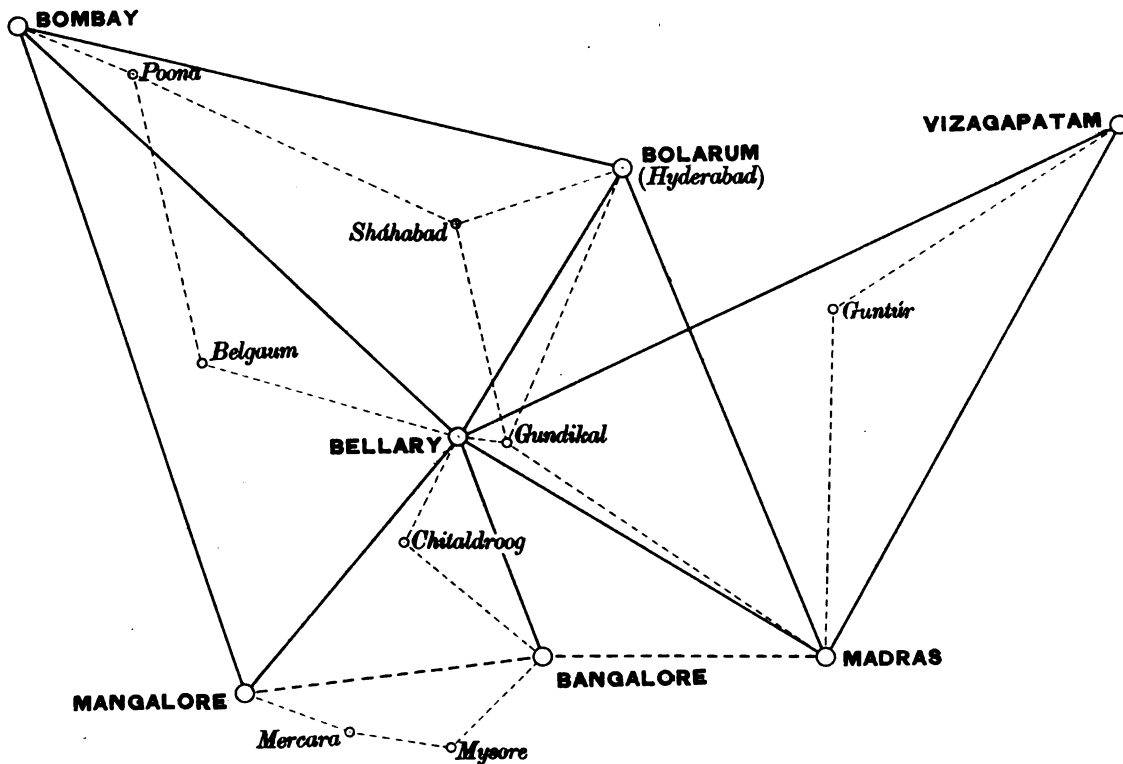 BOMBAY
Poona
VIZAGAPATAM
BOLARUM
(Hyderabad)
Sháhabad
Guntúr
Belgaum
BELLARY
Gundikal
Chitaldroog
MADRAS
BANGALORE
MANGALORE
Mercara
Mysore